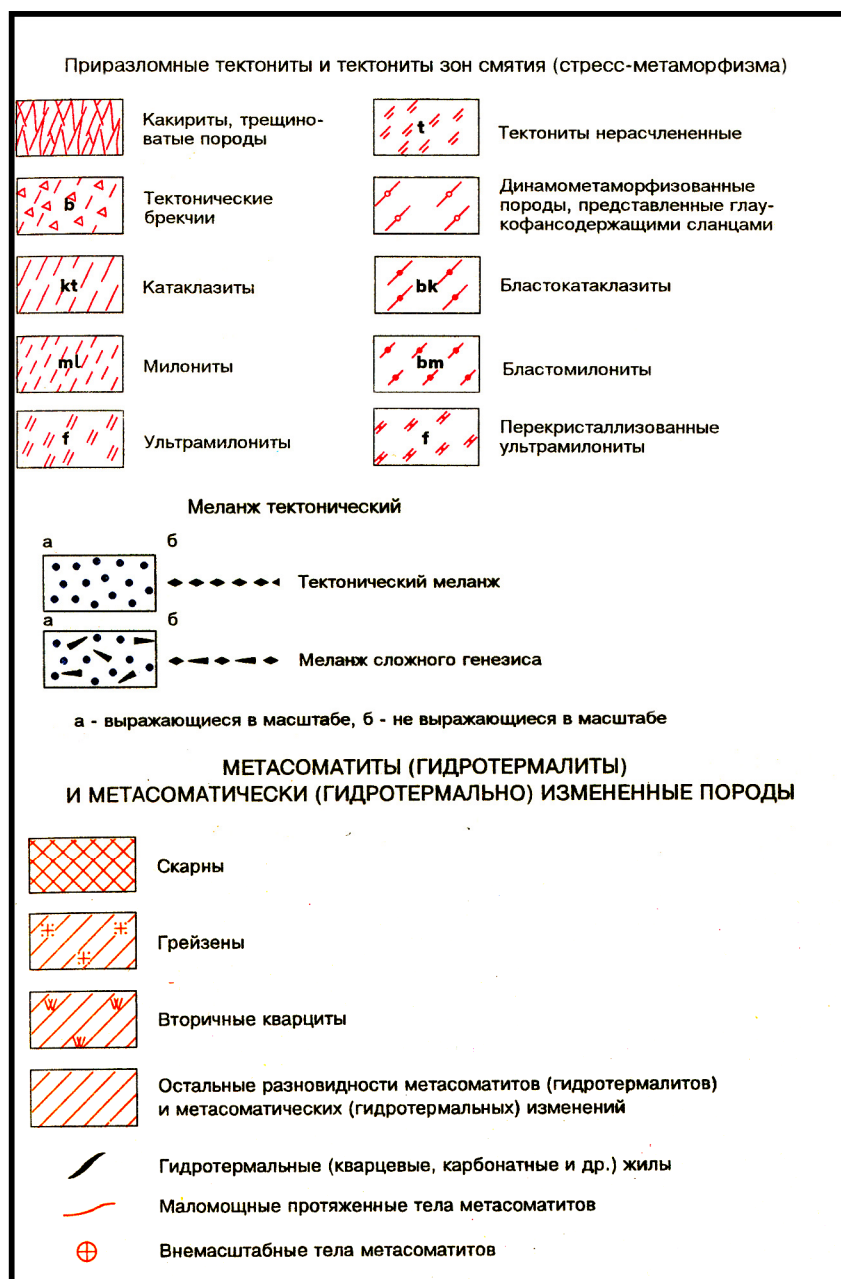 Приразломные тектониты и тектониты зон смятия (стресс-метаморфизма)
Какириты, трещино-
ватые породы
t
Тектониты нерасчлененные
b
Тектонические
брекчии
Динамометаморфизованные
породы, представленные глау-
кофансодержащими сланцами
kt
Катаклазиты
bk
Бластокатаклазиты
ml
Милониты
bm
Бластомилониты
f
Ультрамилониты
f
Перекристаллизованные
ультрамилониты
Меланж тектонический
а б
Тектонический меланж
а б
Меланж сложного генезиса
а - выражающиеся в масштабе, б - не выражающиеся в масштабе
МЕТАСОМАТИТЫ (ГИДРОТЕРМАЛИТЫ)
И МЕТАСОМАТИЧЕСКИ (ГИДРОТЕРМАЛЬНО) ИЗМЕНЕННЫЕ ПОРОДЫ
Скарны
Грейзены
Вторичные кварциты
Остальные разновидности метасоматитов (гидротермалитов)
и метасоматических (гидротермальных) изменений
Гидротермальные (кварцевые, карбонатные и др.) жилы
Маломощные протяженные тела метасоматитов
Внемасштабные тела метасоматитов